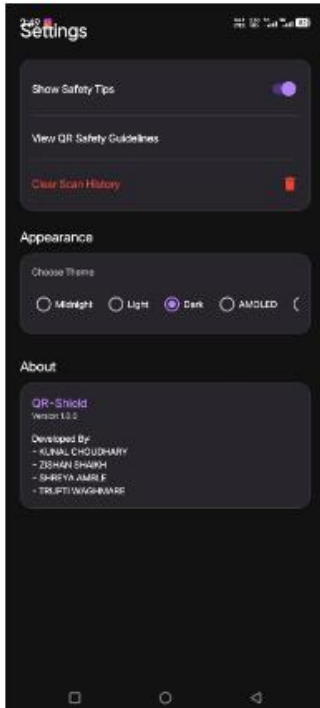 Settings
Show Safety Tips
View QR Safety Guidelines
Clear Scan History
Appearance
Choose Theme
Midnight Light Dark AMOLED
About
QR-Shield
Version 1.0.0
Developed By:
- KUNAL CHOUDHARY
- ZISHAN SHAIKH
- SHREYA AMBLE
- TRUPTI WAGHMARE